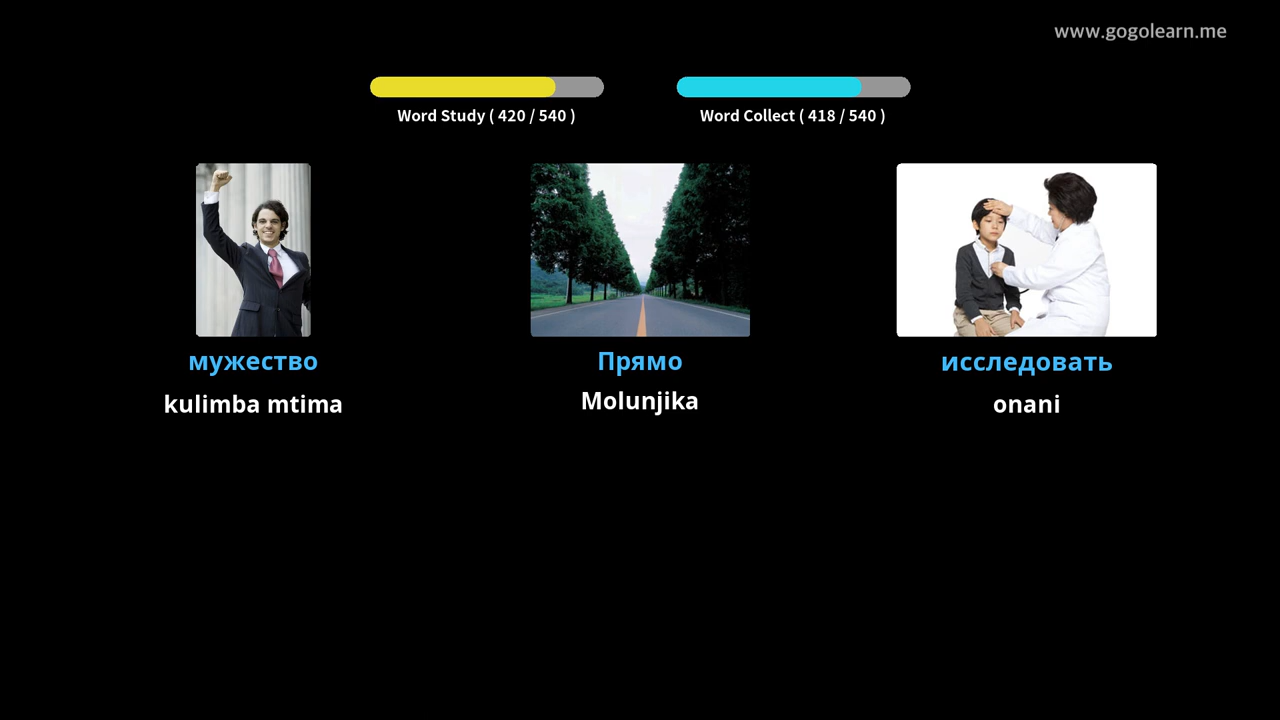 www.gogolearn.me
Word Study ( 420 / 540 )
Word Collect ( 418 / 540 )
мужество
Прямо
исследовать
kulimba mtima
Molunjika
onani